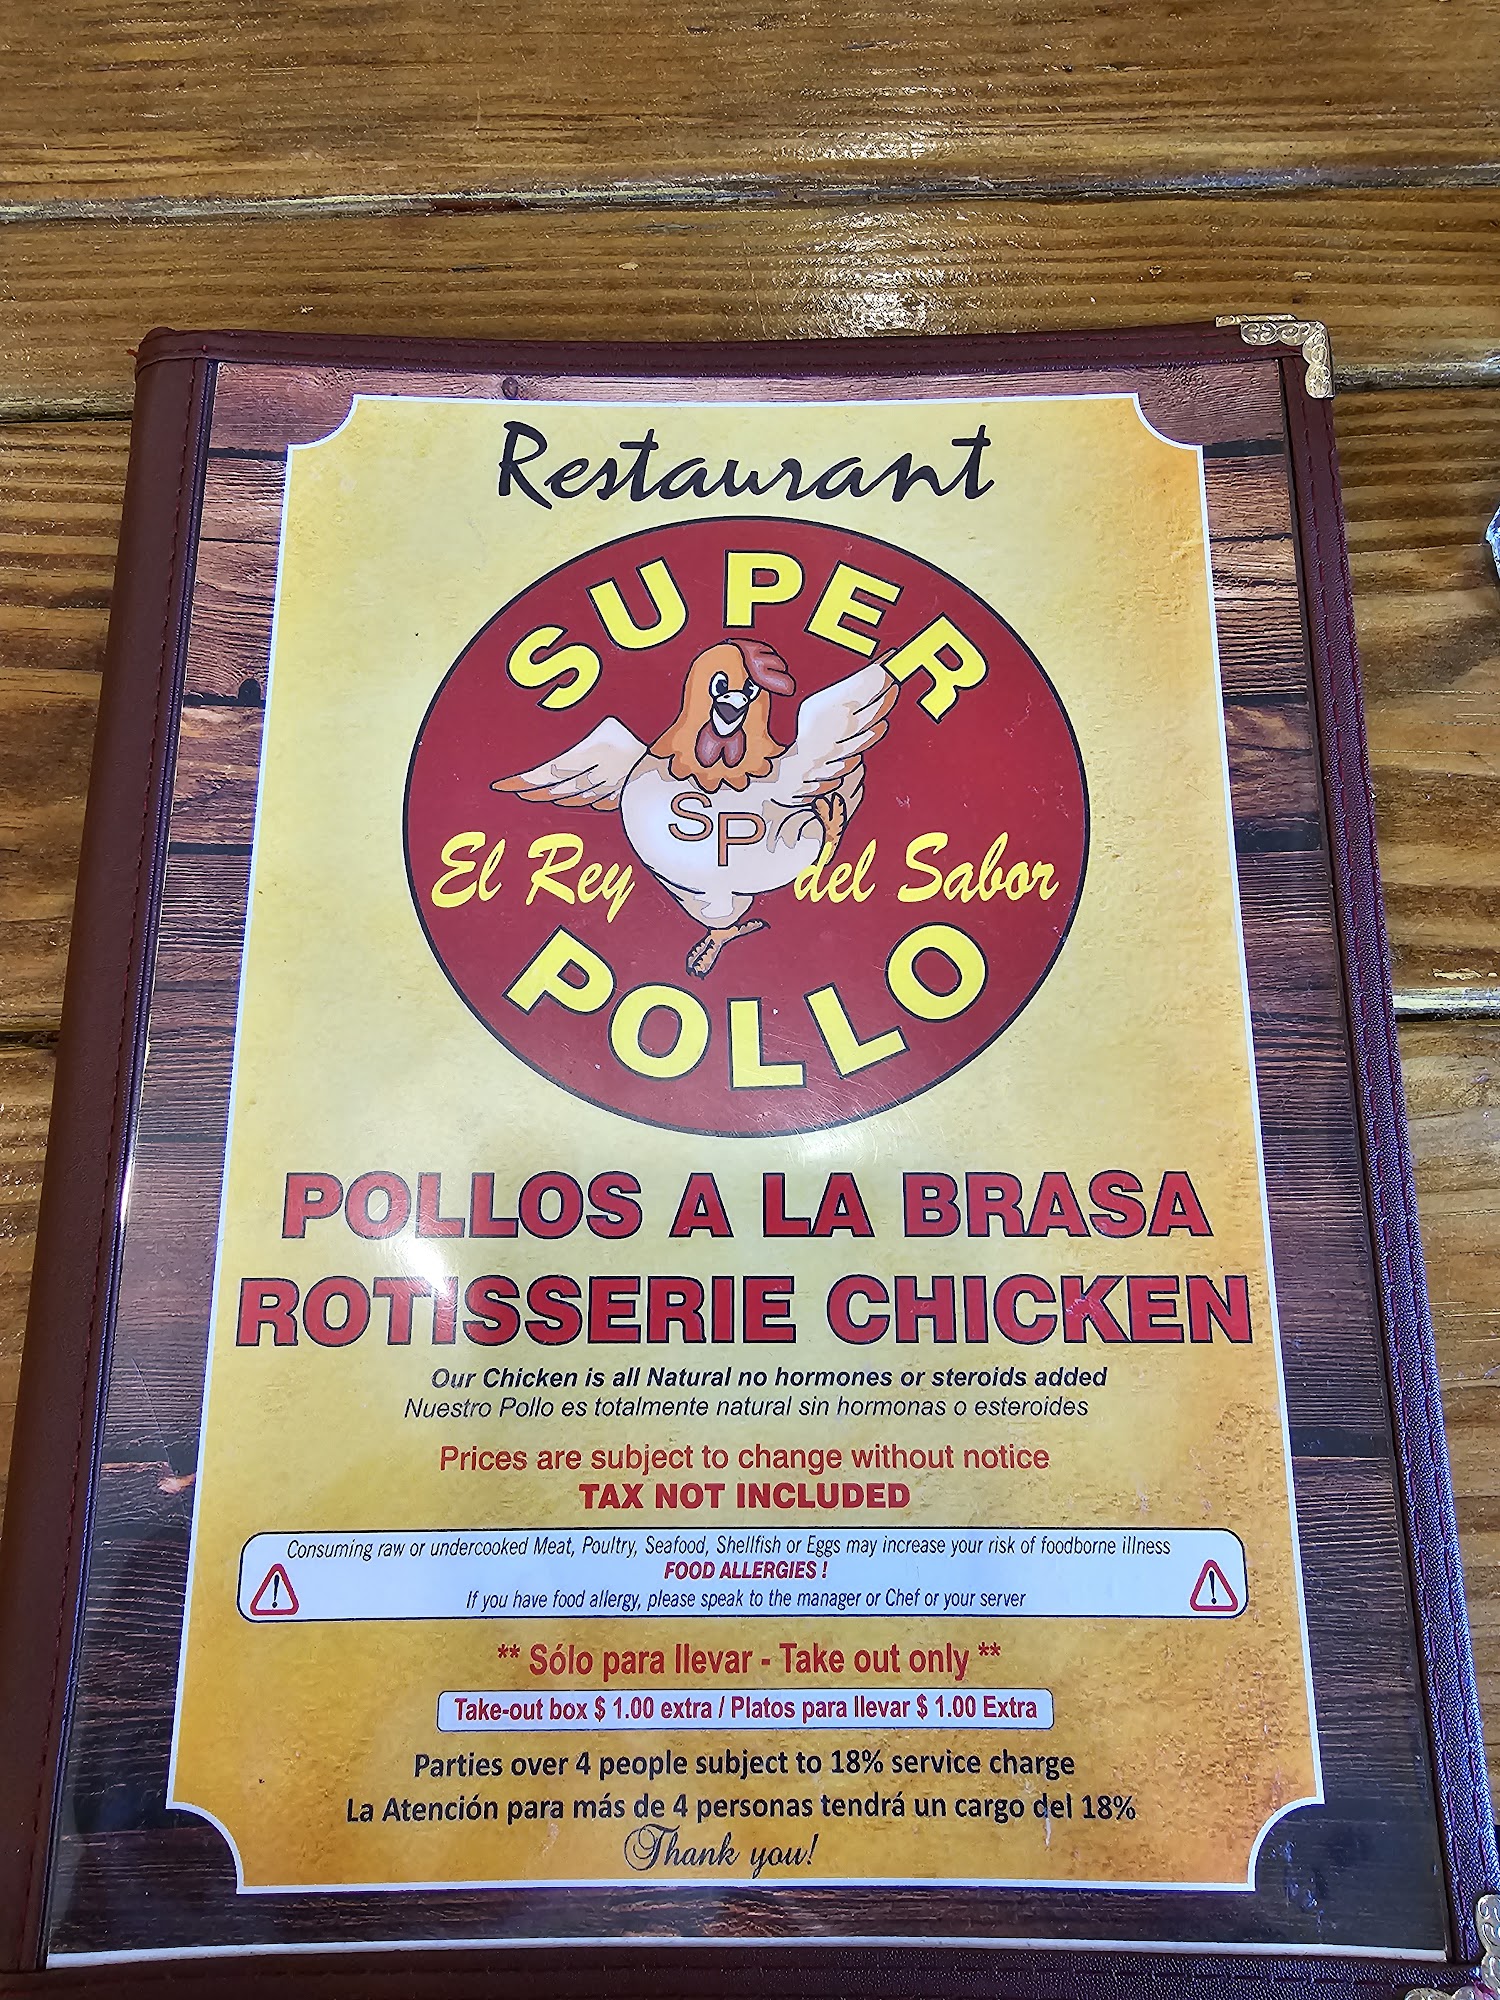 Restaurant
SUPER
SP
El Rey del Sabor
POLLO
POLLOS A LA BRASA
ROTISSERIE CHICKEN
Our Chicken is all Natural no hormones or steroids added
Nuestro Pollo es totalmente natural sin hormonas o esteroides
Prices are subject to change without notice
TAX NOT INCLUDED
Consuming raw or undercooked Meat, Poultry, Seafood, Shellfish or Eggs may increase your risk of foodborne illness
FOOD ALLERGIES !
If you have food allergy, please speak to the manager or Chef or your server
** Sólo para llevar - Take out only **
Take-out box $ 1.00 extra / Platos para llevar $ 1.00 Extra
Parties over 4 people subject to 18% service charge
La Atención para más de 4 personas tendrá un cargo del 18%
Thank you!